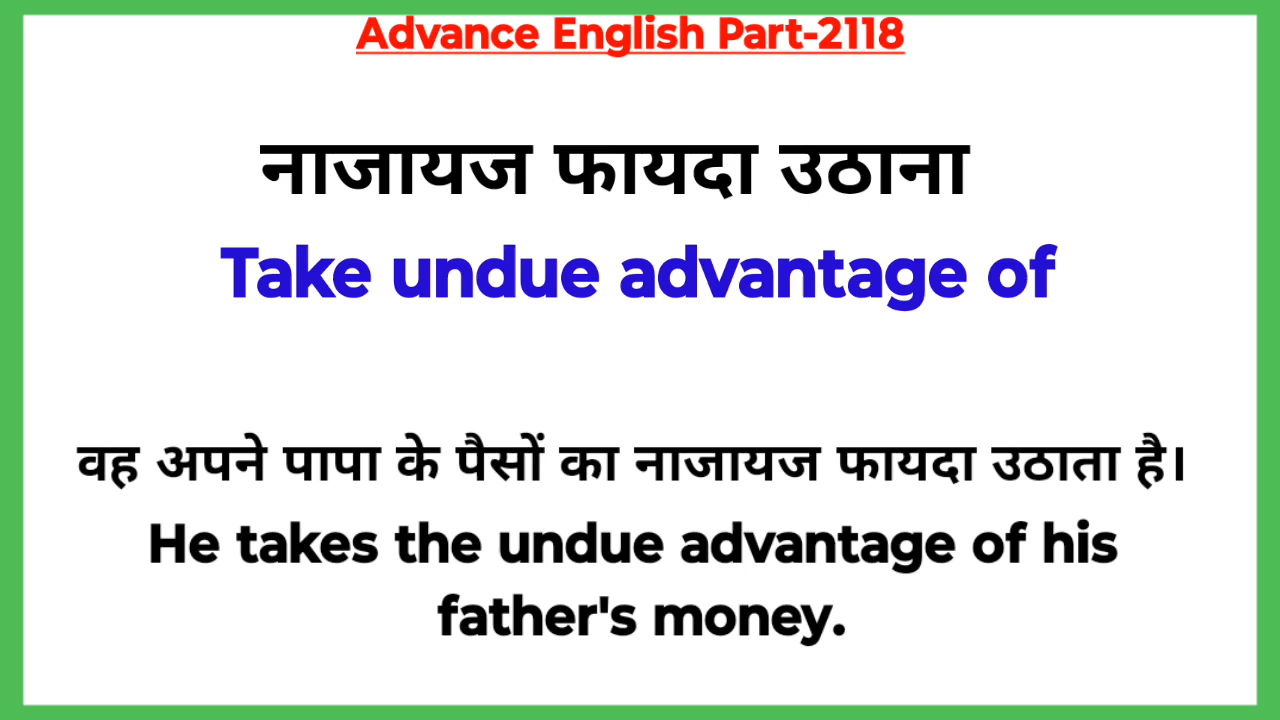 Advance English Part-2118
नाजायज फायदा उठाना
Take undue advantage of
वह अपने पापा के पैसों का नाजायज फायदा उठाता है।
He takes the undue advantage of his
father's money.